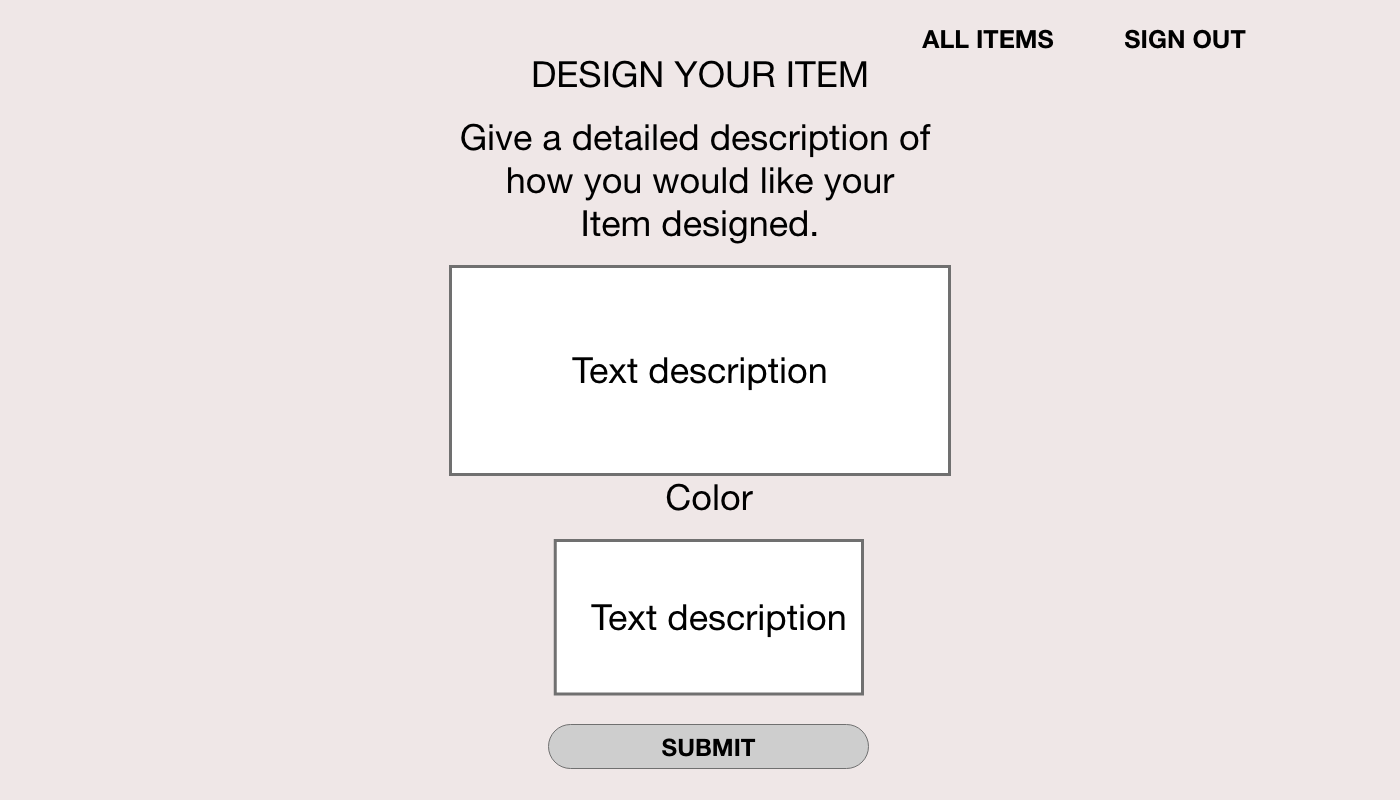 ALL ITEMS SIGN OUT
DESIGN YOUR ITEM
Give a detailed description of
how you would like your
Item designed.
Text description
Color
Text description
SUBMIT